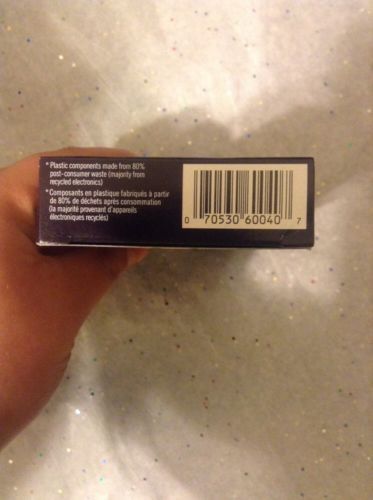 * Plastic components made from 80%
post-consumer waste (majority from
recycled electronics)
* Composants en plastique fabriqués à partir
de 80% de déchets après consommation
(la majorité provenant d'appareils
électroniques recyclés)
0 70530 60040 7